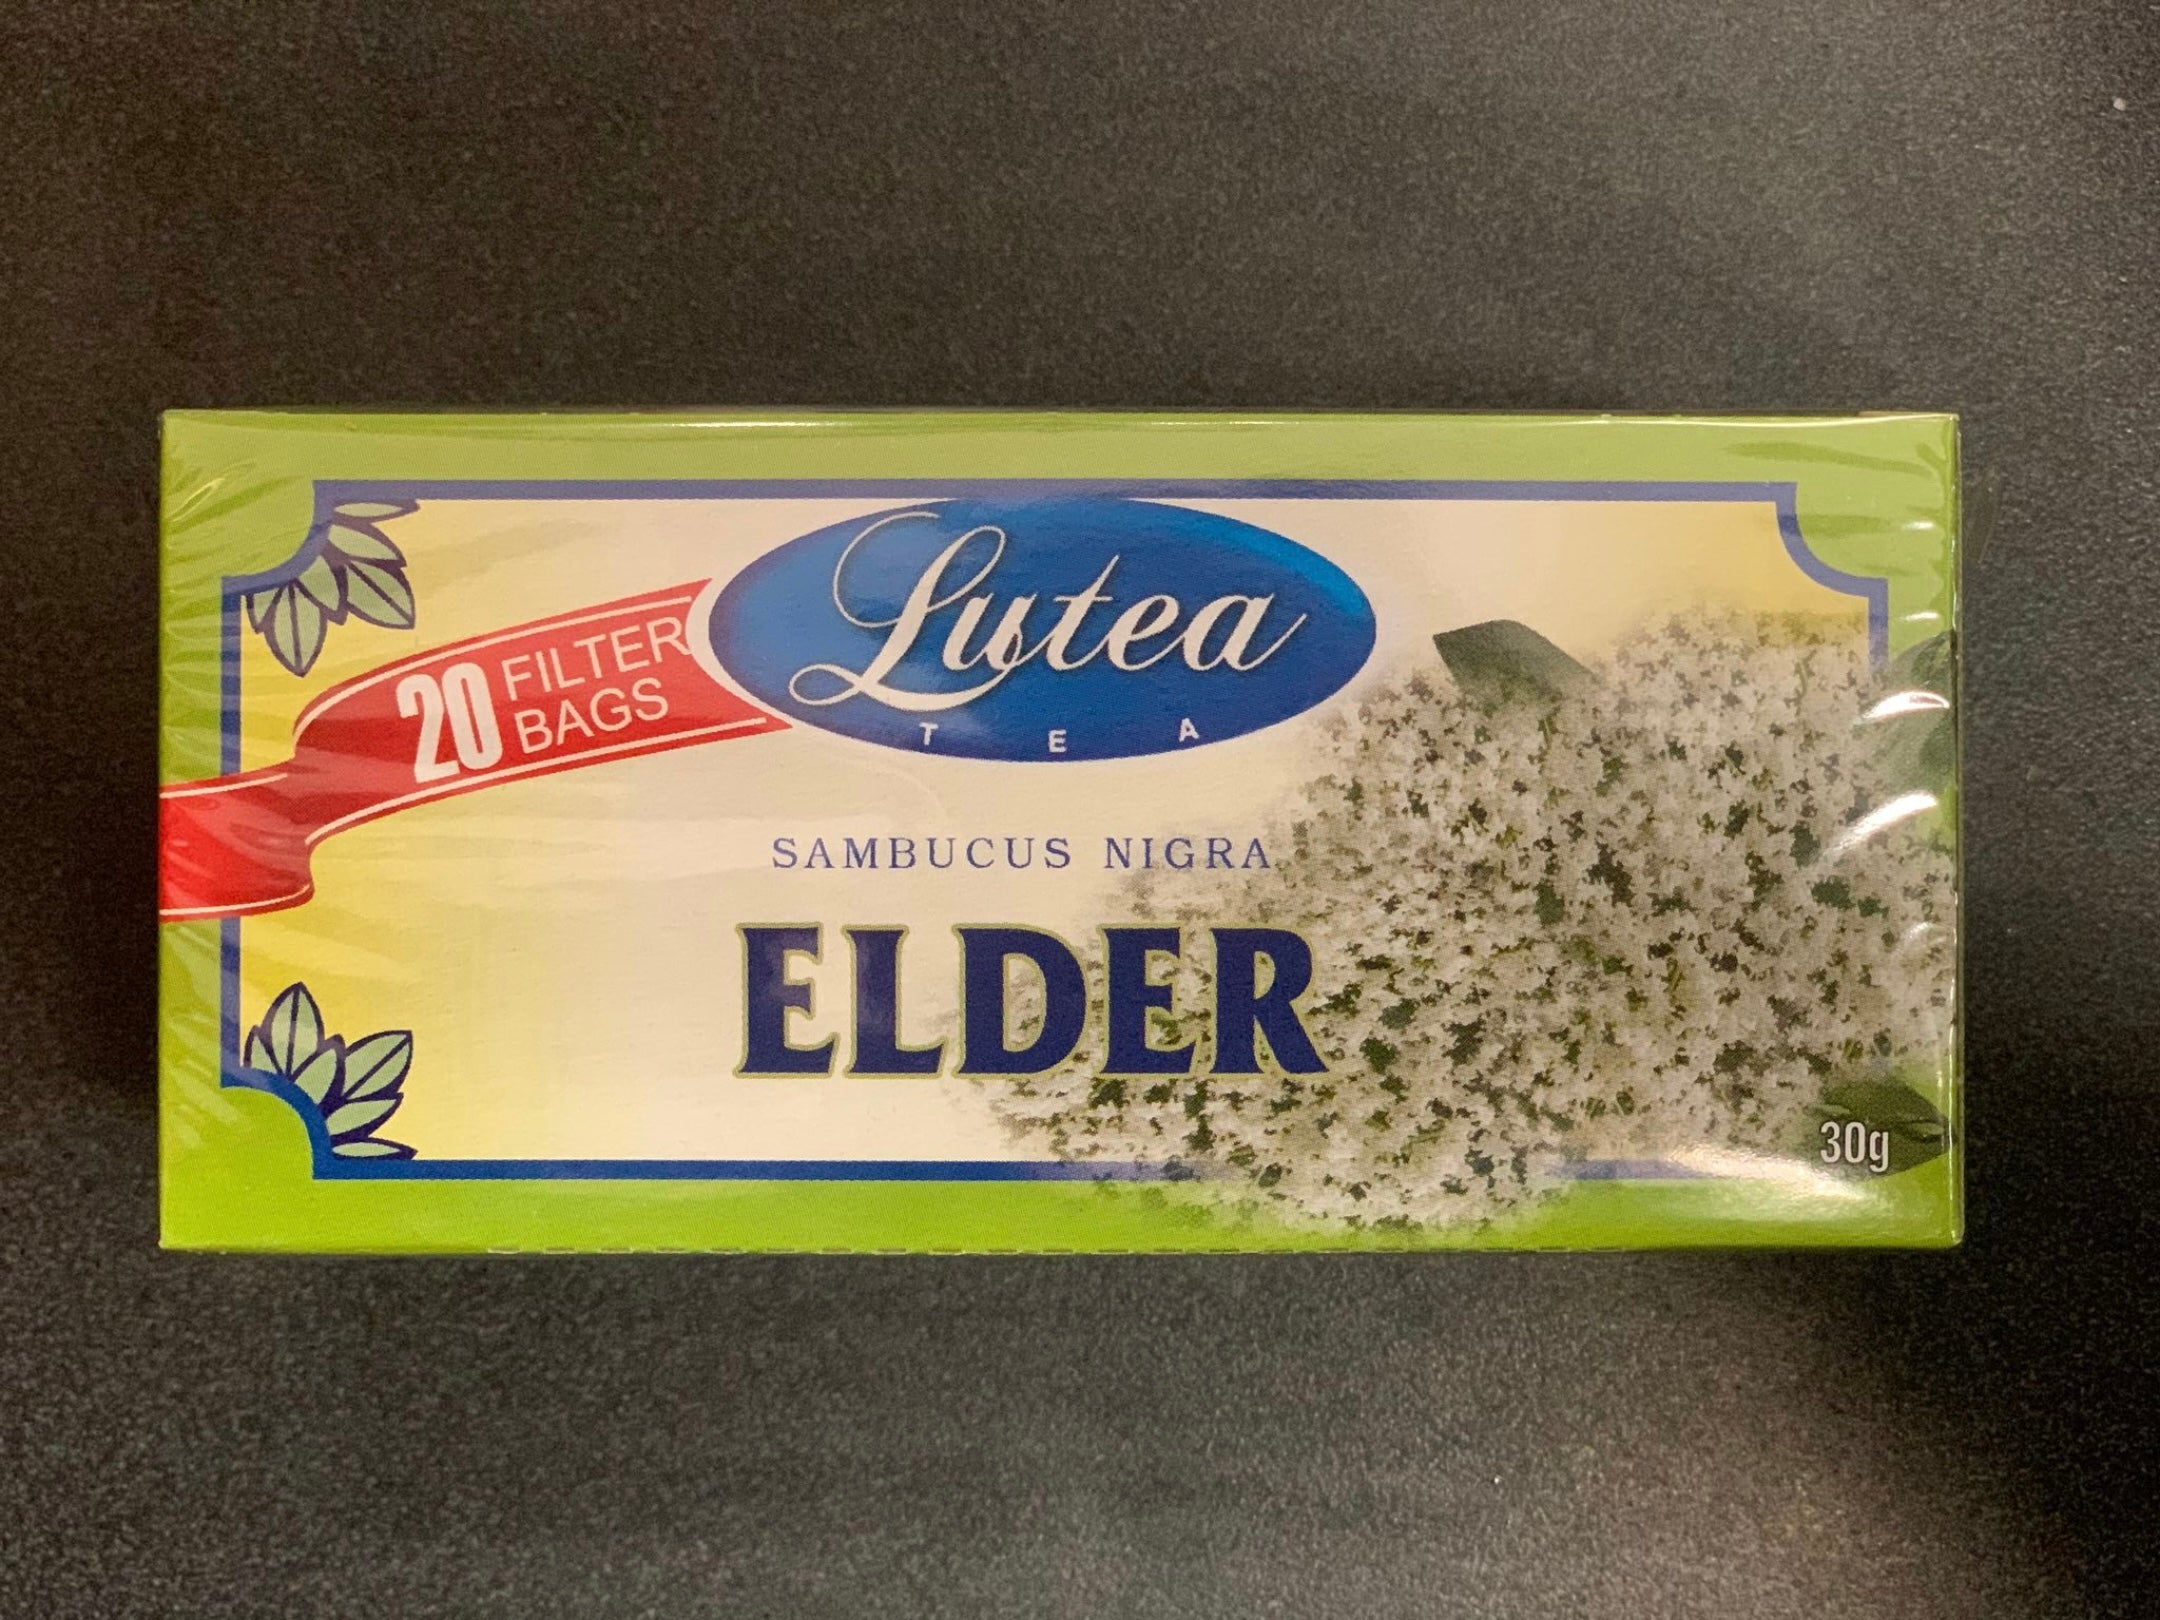 Lutea
TEA
20 FILTER
BAGS
SAMBUCUS NIGRA
ELDER
30g